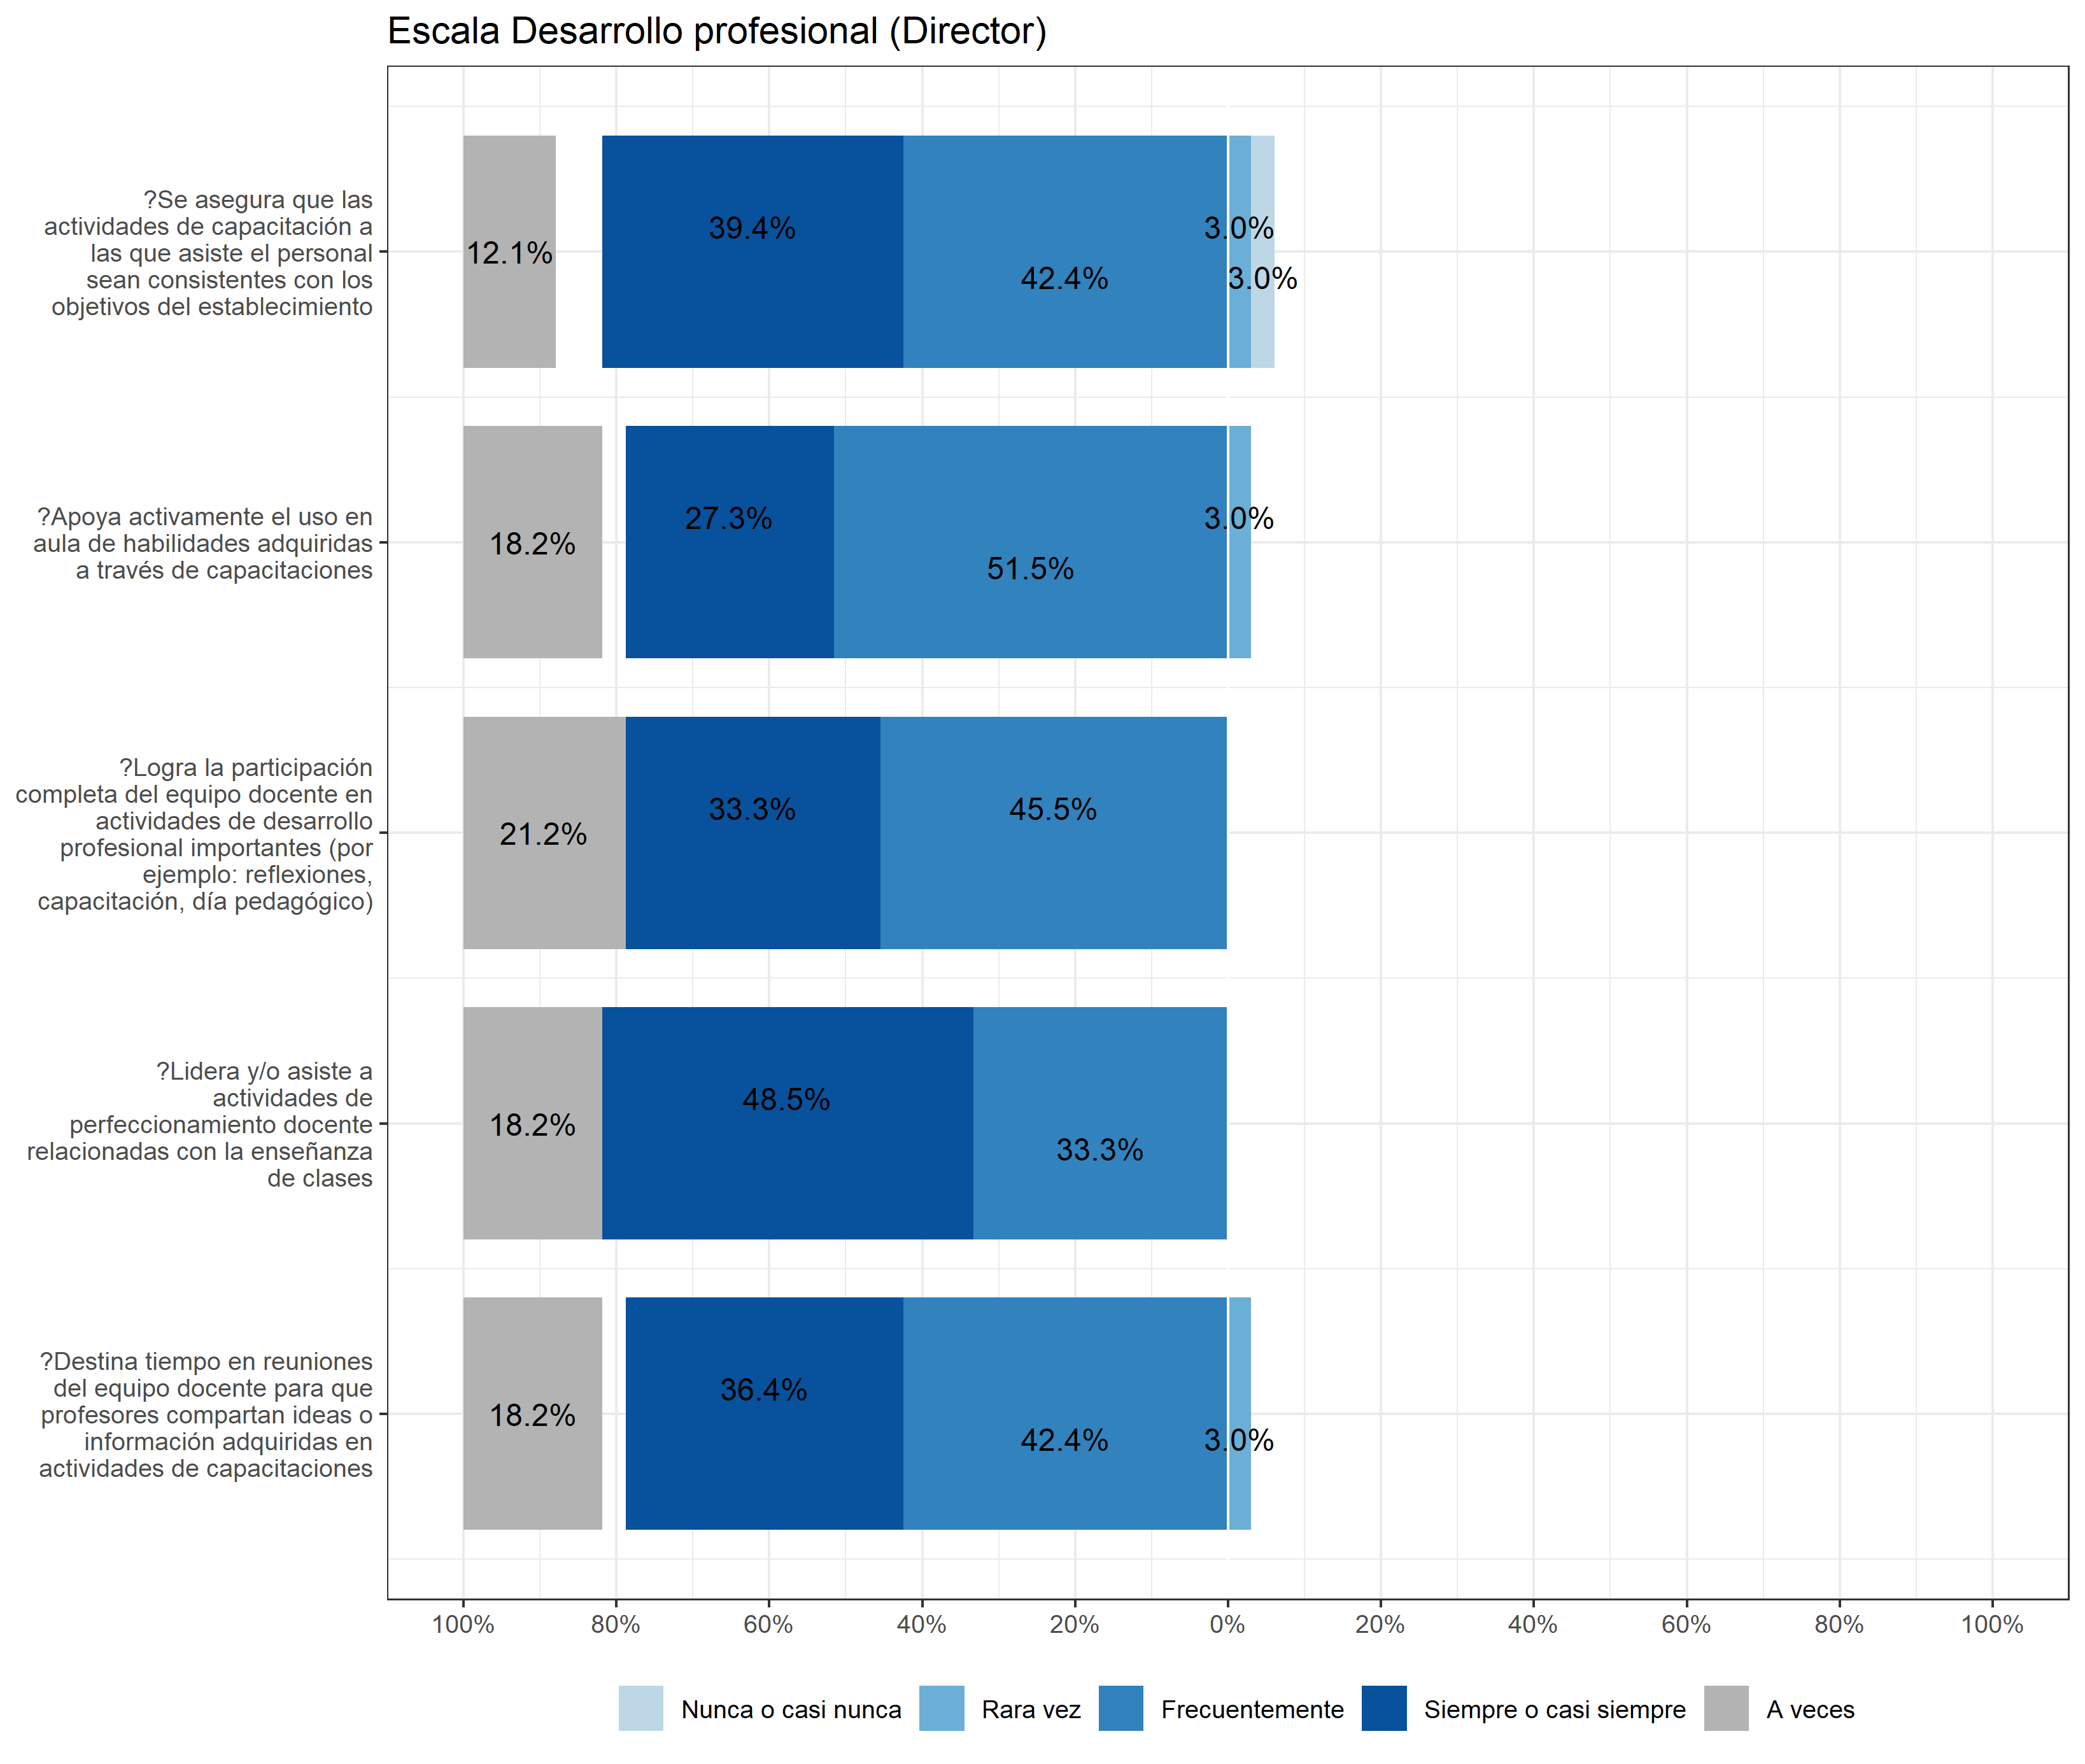 Escala Desarrollo profesional (Director)
?Se asegura que las
actividades de capacitación a
las que asiste el personal
sean consistentes con los
objetivos del establecimiento
12.1%
39.4%
42.4%
3.0%
3.0%
?Apoya activamente el uso en
aula de habilidades adquiridas
a través de capacitaciones
18.2%
27.3%
51.5%
3.0%
?Logra la participación
completa del equipo docente en
actividades de desarrollo
profesional importantes (por
ejemplo: reflexiones,
capacitación, día pedagógico)
21.2%
33.3%
45.5%
?Lidera y/o asiste a
actividades de
perfeccionamiento docente
relacionadas con la enseñanza
de clases
18.2%
48.5%
33.3%
?Destina tiempo en reuniones
del equipo docente para que
profesores compartan ideas o
información adquiridas en
actividades de capacitaciones
18.2%
36.4%
42.4%
3.0%
100% 80% 60% 40% 20% 0% 20% 40% 60% 80% 100%
Nunca o casi nunca Rara vez Frecuentemente Siempre o casi siempre A veces